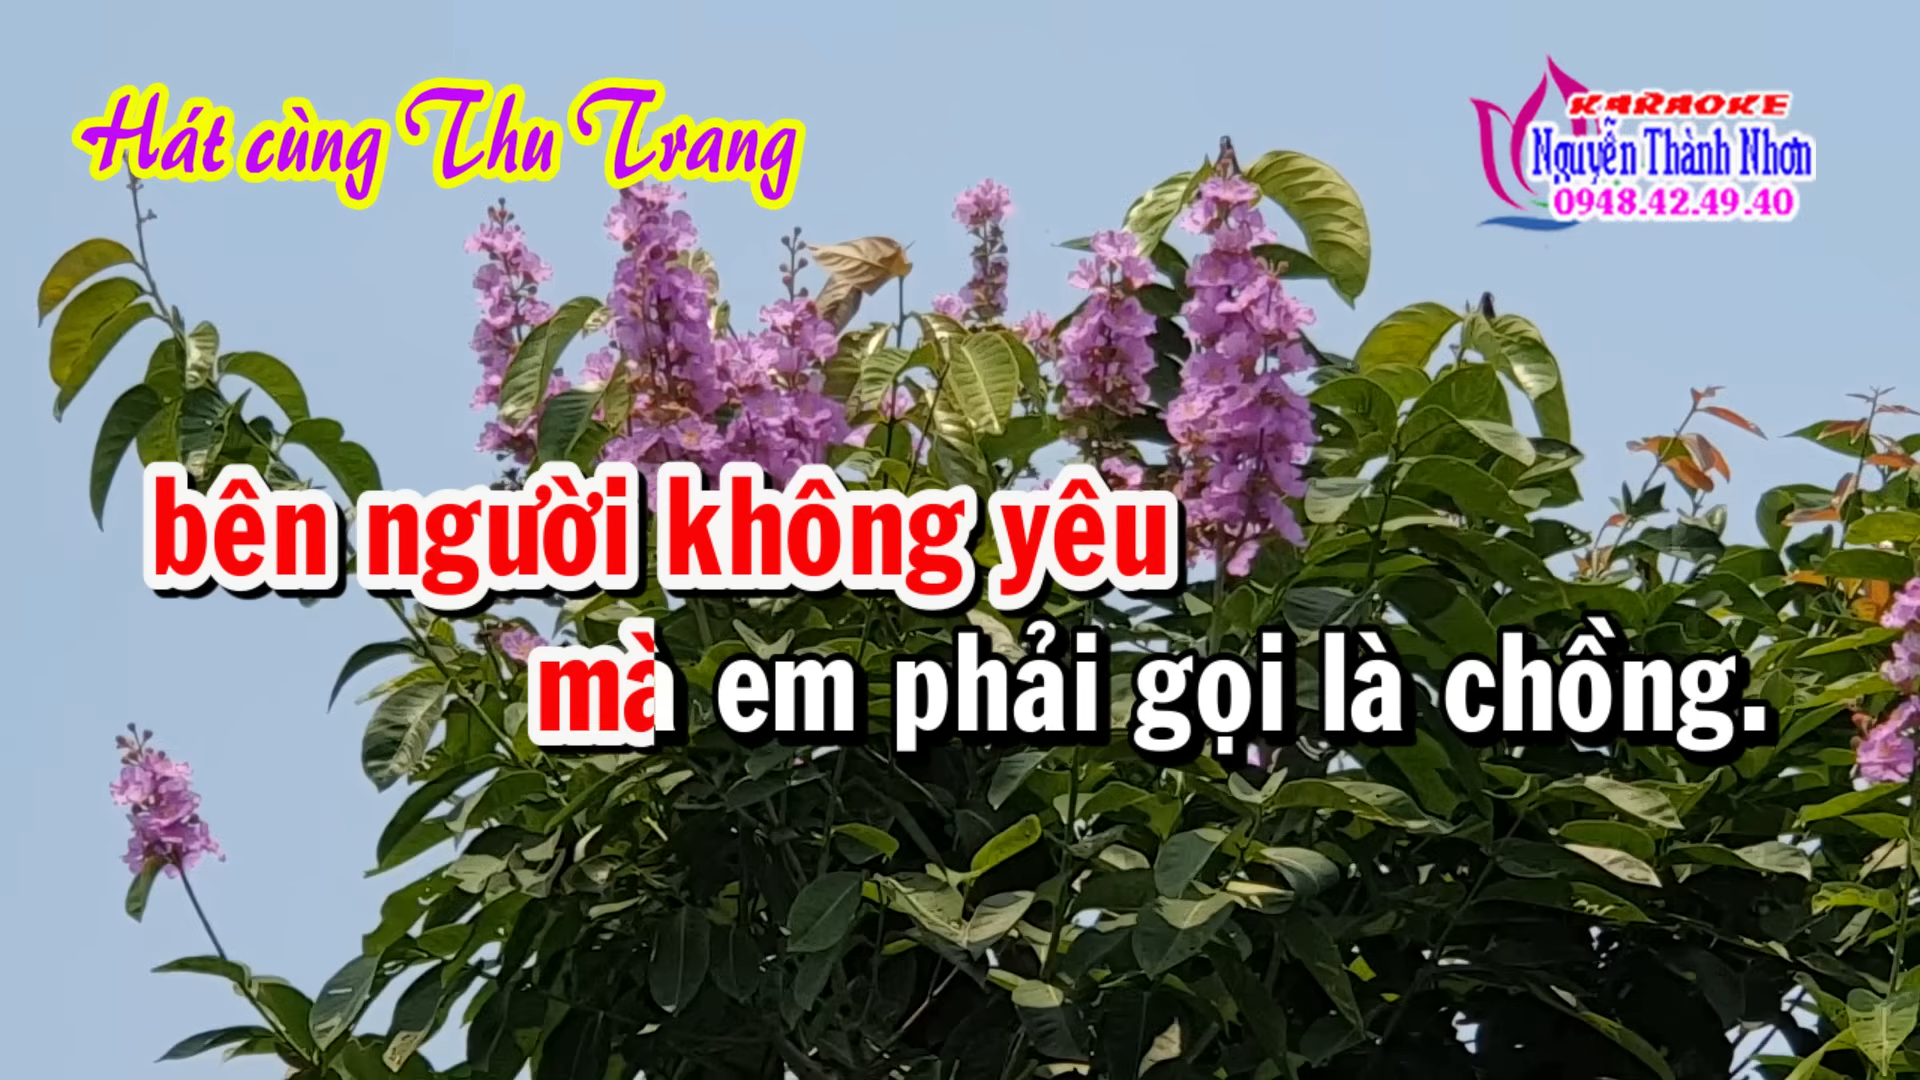 Hát cùng Thu Trang
KARAOKE
Nguyễn Thành Nhơn
0948.42.49.40
bên người không yêu
mà em phải gọi là chồng.